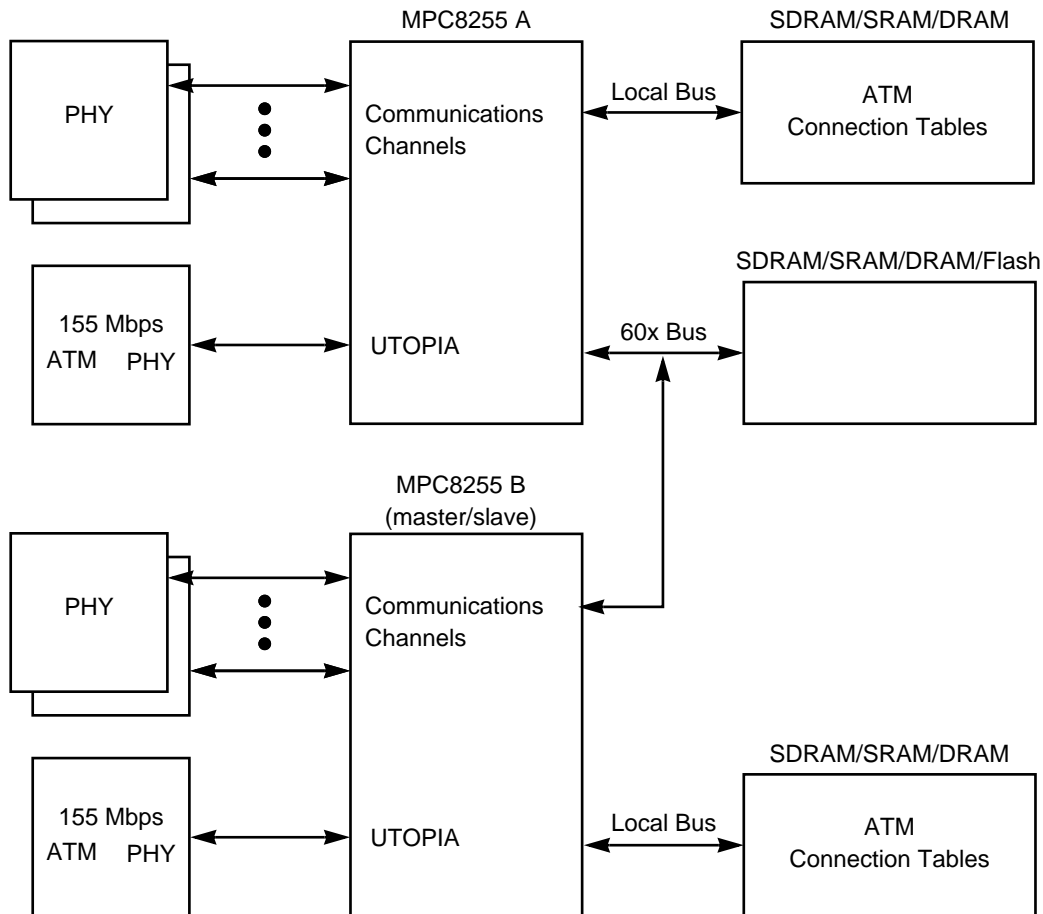 MPC8255 A
SDRAM/SRAM/DRAM
PHY
Communications
Channels
Local Bus
ATM
Connection Tables
155 Mbps
ATM PHY
UTOPIA
60x Bus
SDRAM/SRAM/DRAM/Flash
MPC8255 B
(master/slave)
PHY
Communications
Channels
155 Mbps
ATM PHY
UTOPIA
Local Bus
SDRAM/SRAM/DRAM
ATM
Connection Tables